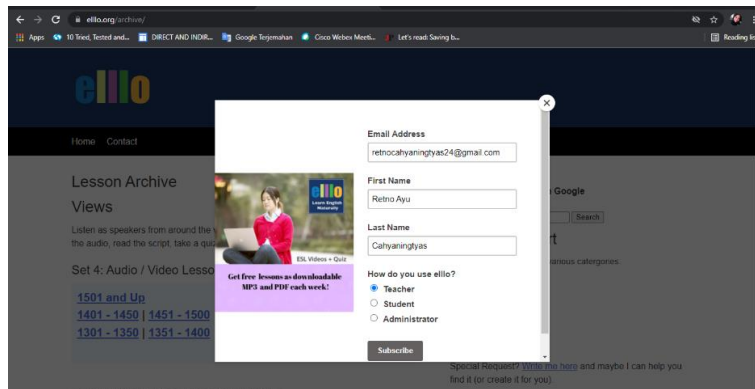 elllo.org/archive/
Apps 10 Tried, Tested and... DIRECT AND INDIR... Google Terjemahan Cisco Webex Meeti... Let's read: Saving b... Reading lis
elllo
Home Contact
Lesson Archive
Views
Listen as speakers from around the
the audio, read the script, take a qui
Set 4: Audio / Video Lesso
1501 and Up
1401 - 1450 | 1451 - 1500
1301 - 1350 | 1351 - 1400
elllo
Learn English
Naturally
ESL Videos + Quiz
Get free lessons as downloadable
MP3 and PDF each week!
Email Address
retnocahyaningtyas24@gmail.com
First Name
Retno Ayu
Last Name
Cahyaningtyas
How do you use elllo?
Teacher
Student
Administrator
Subscribe
Google
Search
various catergories.
Special Request? Write me here and maybe I can help you
find it (or create it for you)